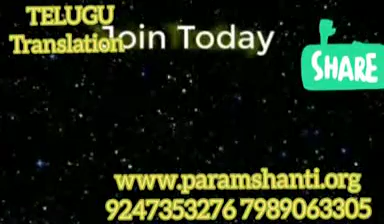 TELUGU
Translation
Join Today
SHARE
www.paramshanti.org
9247353276 7989063305